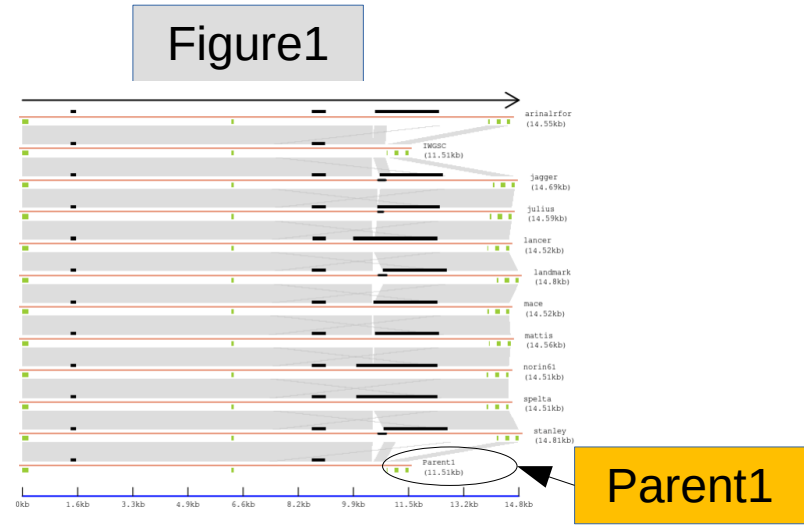 Figure1
arinalrfor
(14.55kb)
IWGSC
(11.51kb)
jagger
(14.69kb)
julius
(14.59kb)
lancer
(14.52kb)
landmark
(14.8kb)
mace
(14.52kb)
mattis
(14.56kb)
norin61
(14.51kb)
spelta
(14.51kb)
stanley
(14.81kb)
Parent1
(11.51kb)
Parent1
0kb 1.6kb 3.3kb 4.9kb 6.6kb 8.2kb 9.9kb 11.5kb 13.2kb 14.8kb